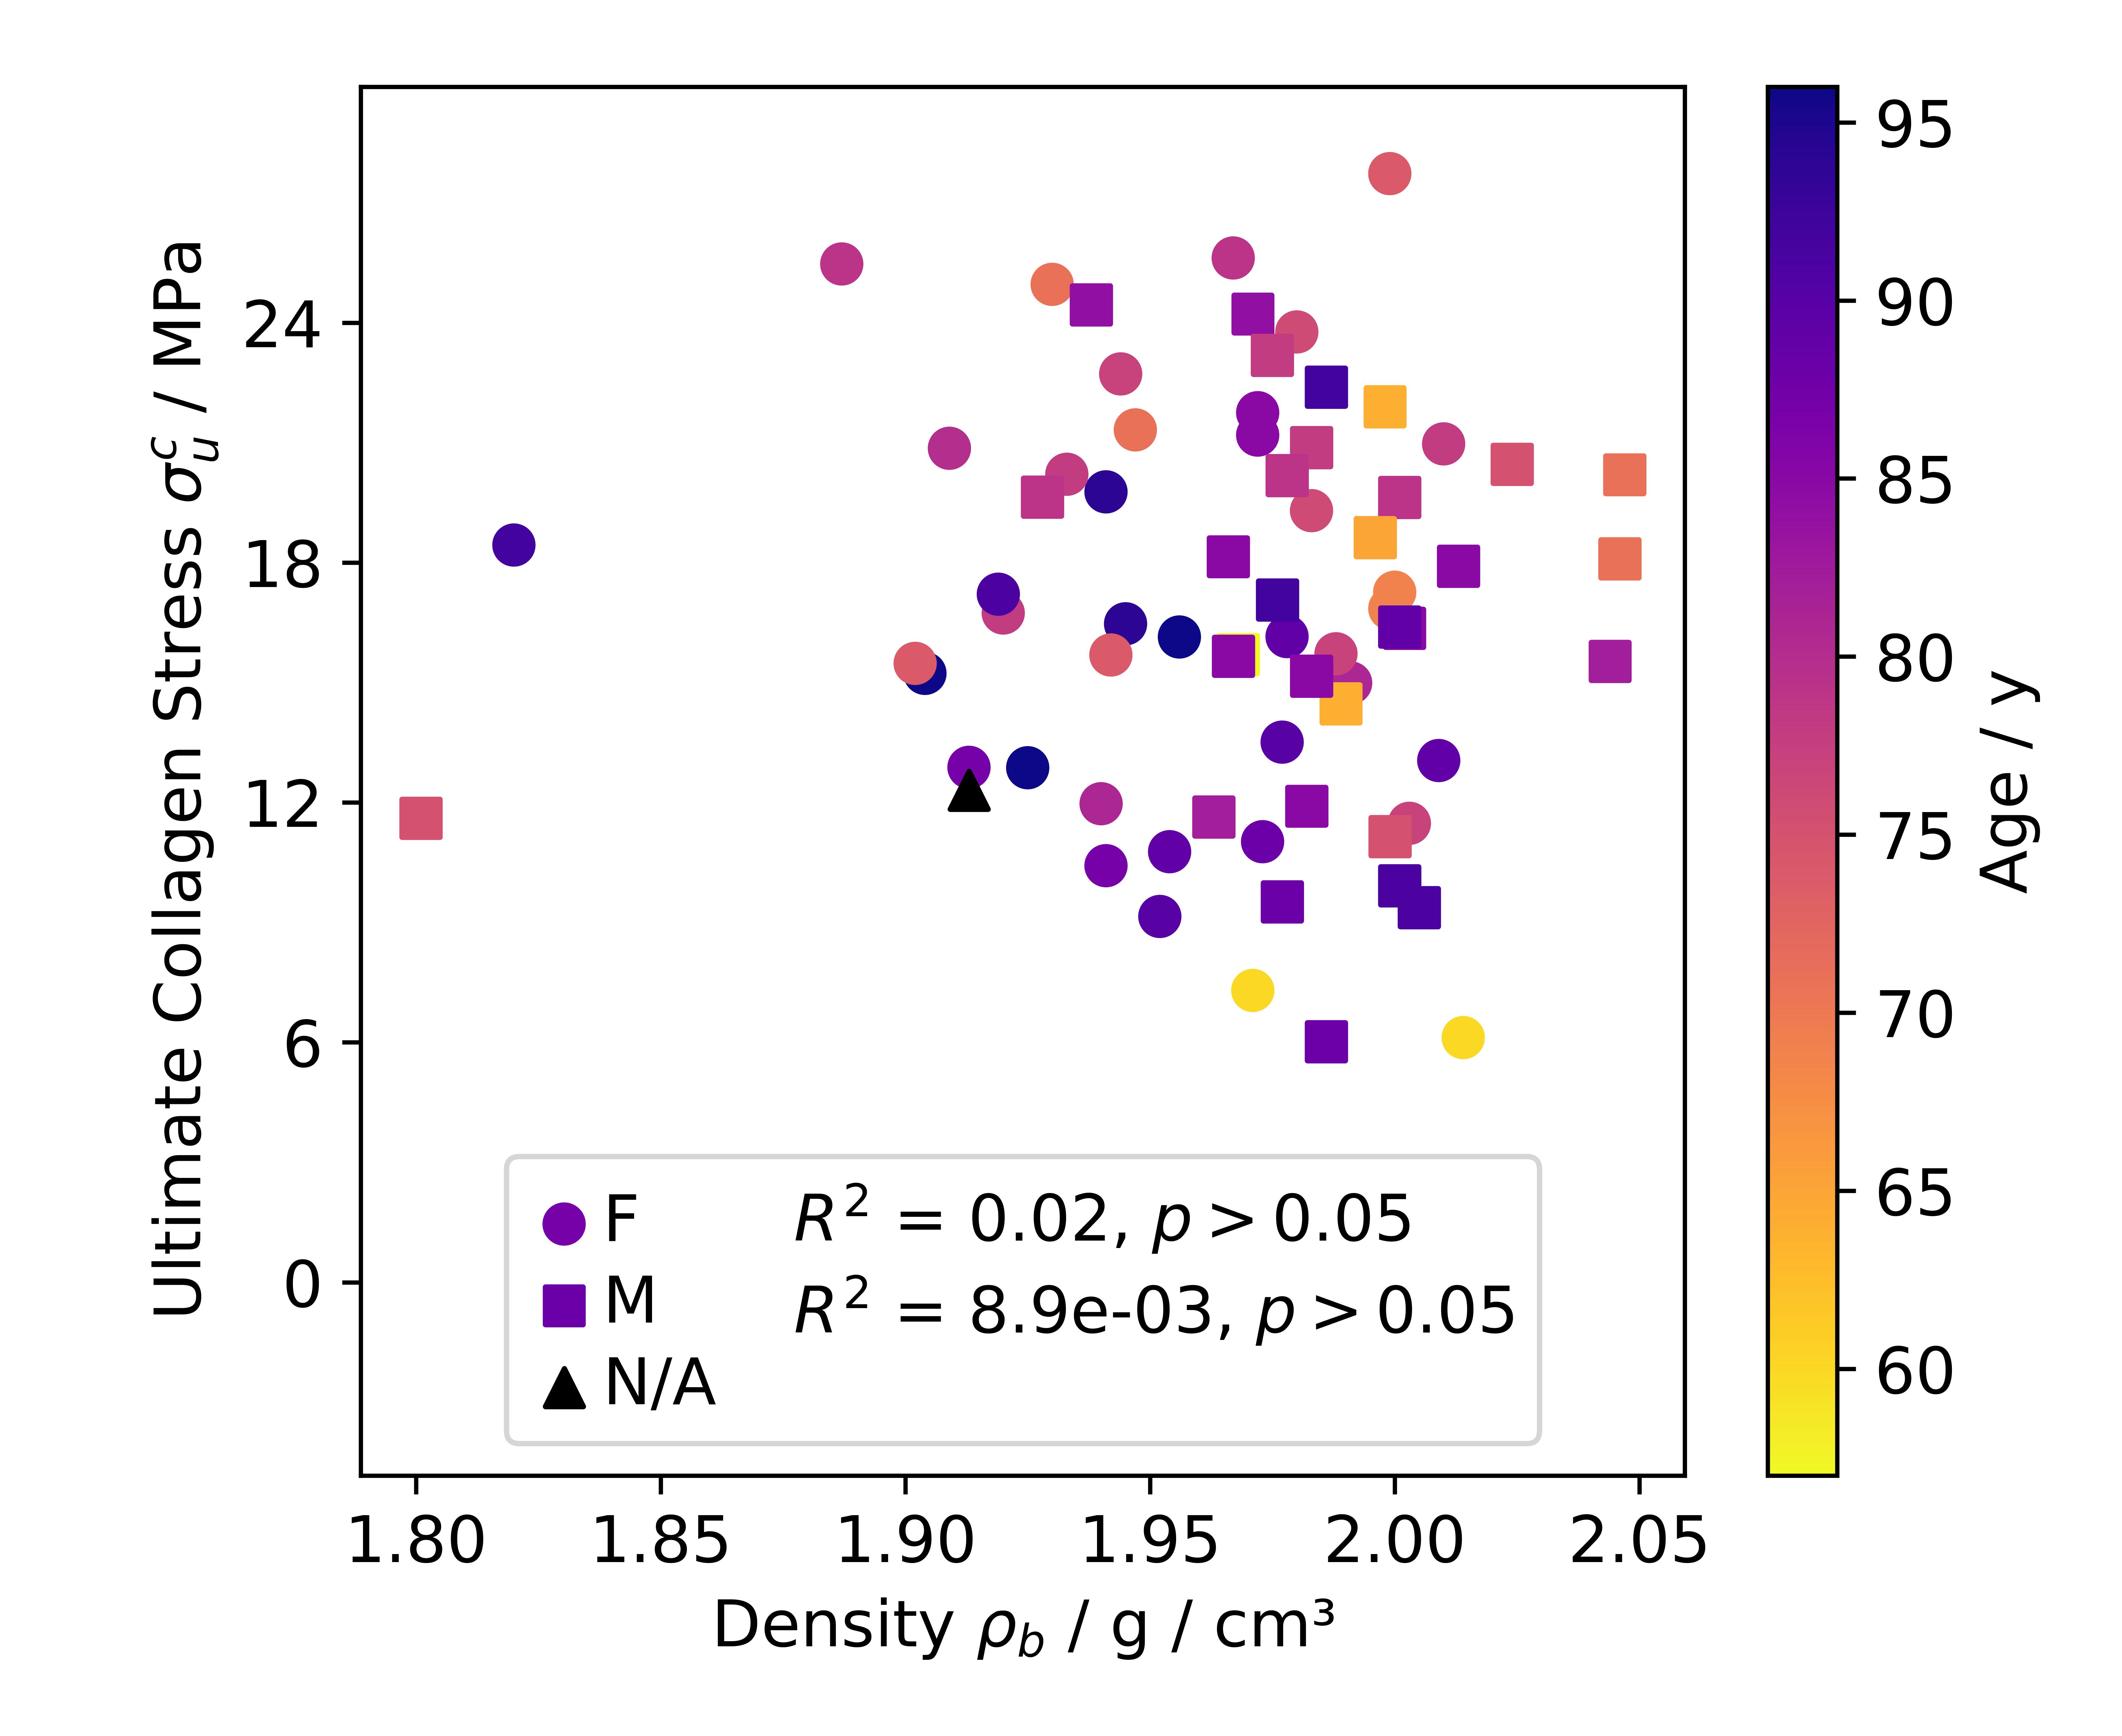 Ultimate Collagen Stress σᶜᵤ / MPa
24
18
12
6
0
F R² = 0.02, p > 0.05
M R² = 8.9e-03, p > 0.05
N/A
1.80 1.85 1.90 1.95 2.00 2.05
Density ρ_b / g / cm³
95
90
85
80
75
70
65
60
Age / y